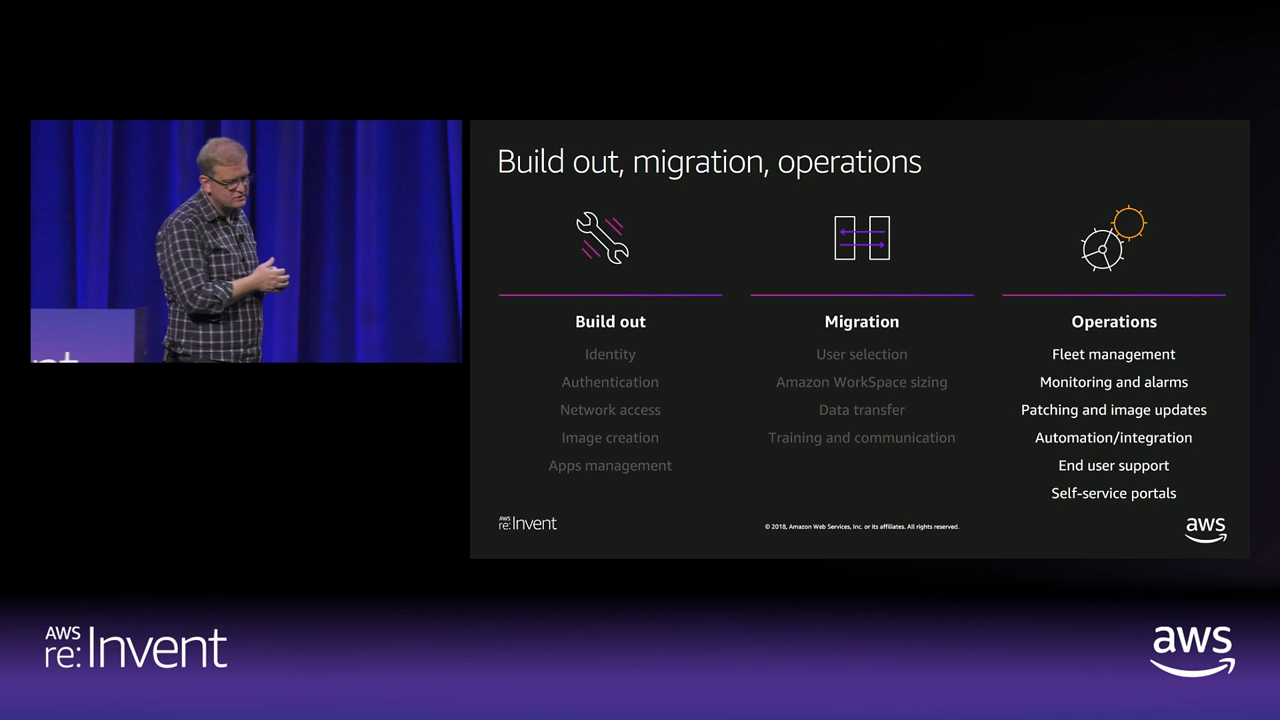 Build out, migration, operations
Build out
Identity
Authentication
Network access
Image creation
Apps management
Migration
User selection
Amazon WorkSpace sizing
Data transfer
Training and communication
Operations
Fleet management
Monitoring and alarms
Patching and image updates
Automation/integration
End user support
Self-service portals
AWS
re:Invent
© 2018, Amazon Web Services, Inc. or its affiliates. All rights reserved.
aws
AWS
re:Invent
aws